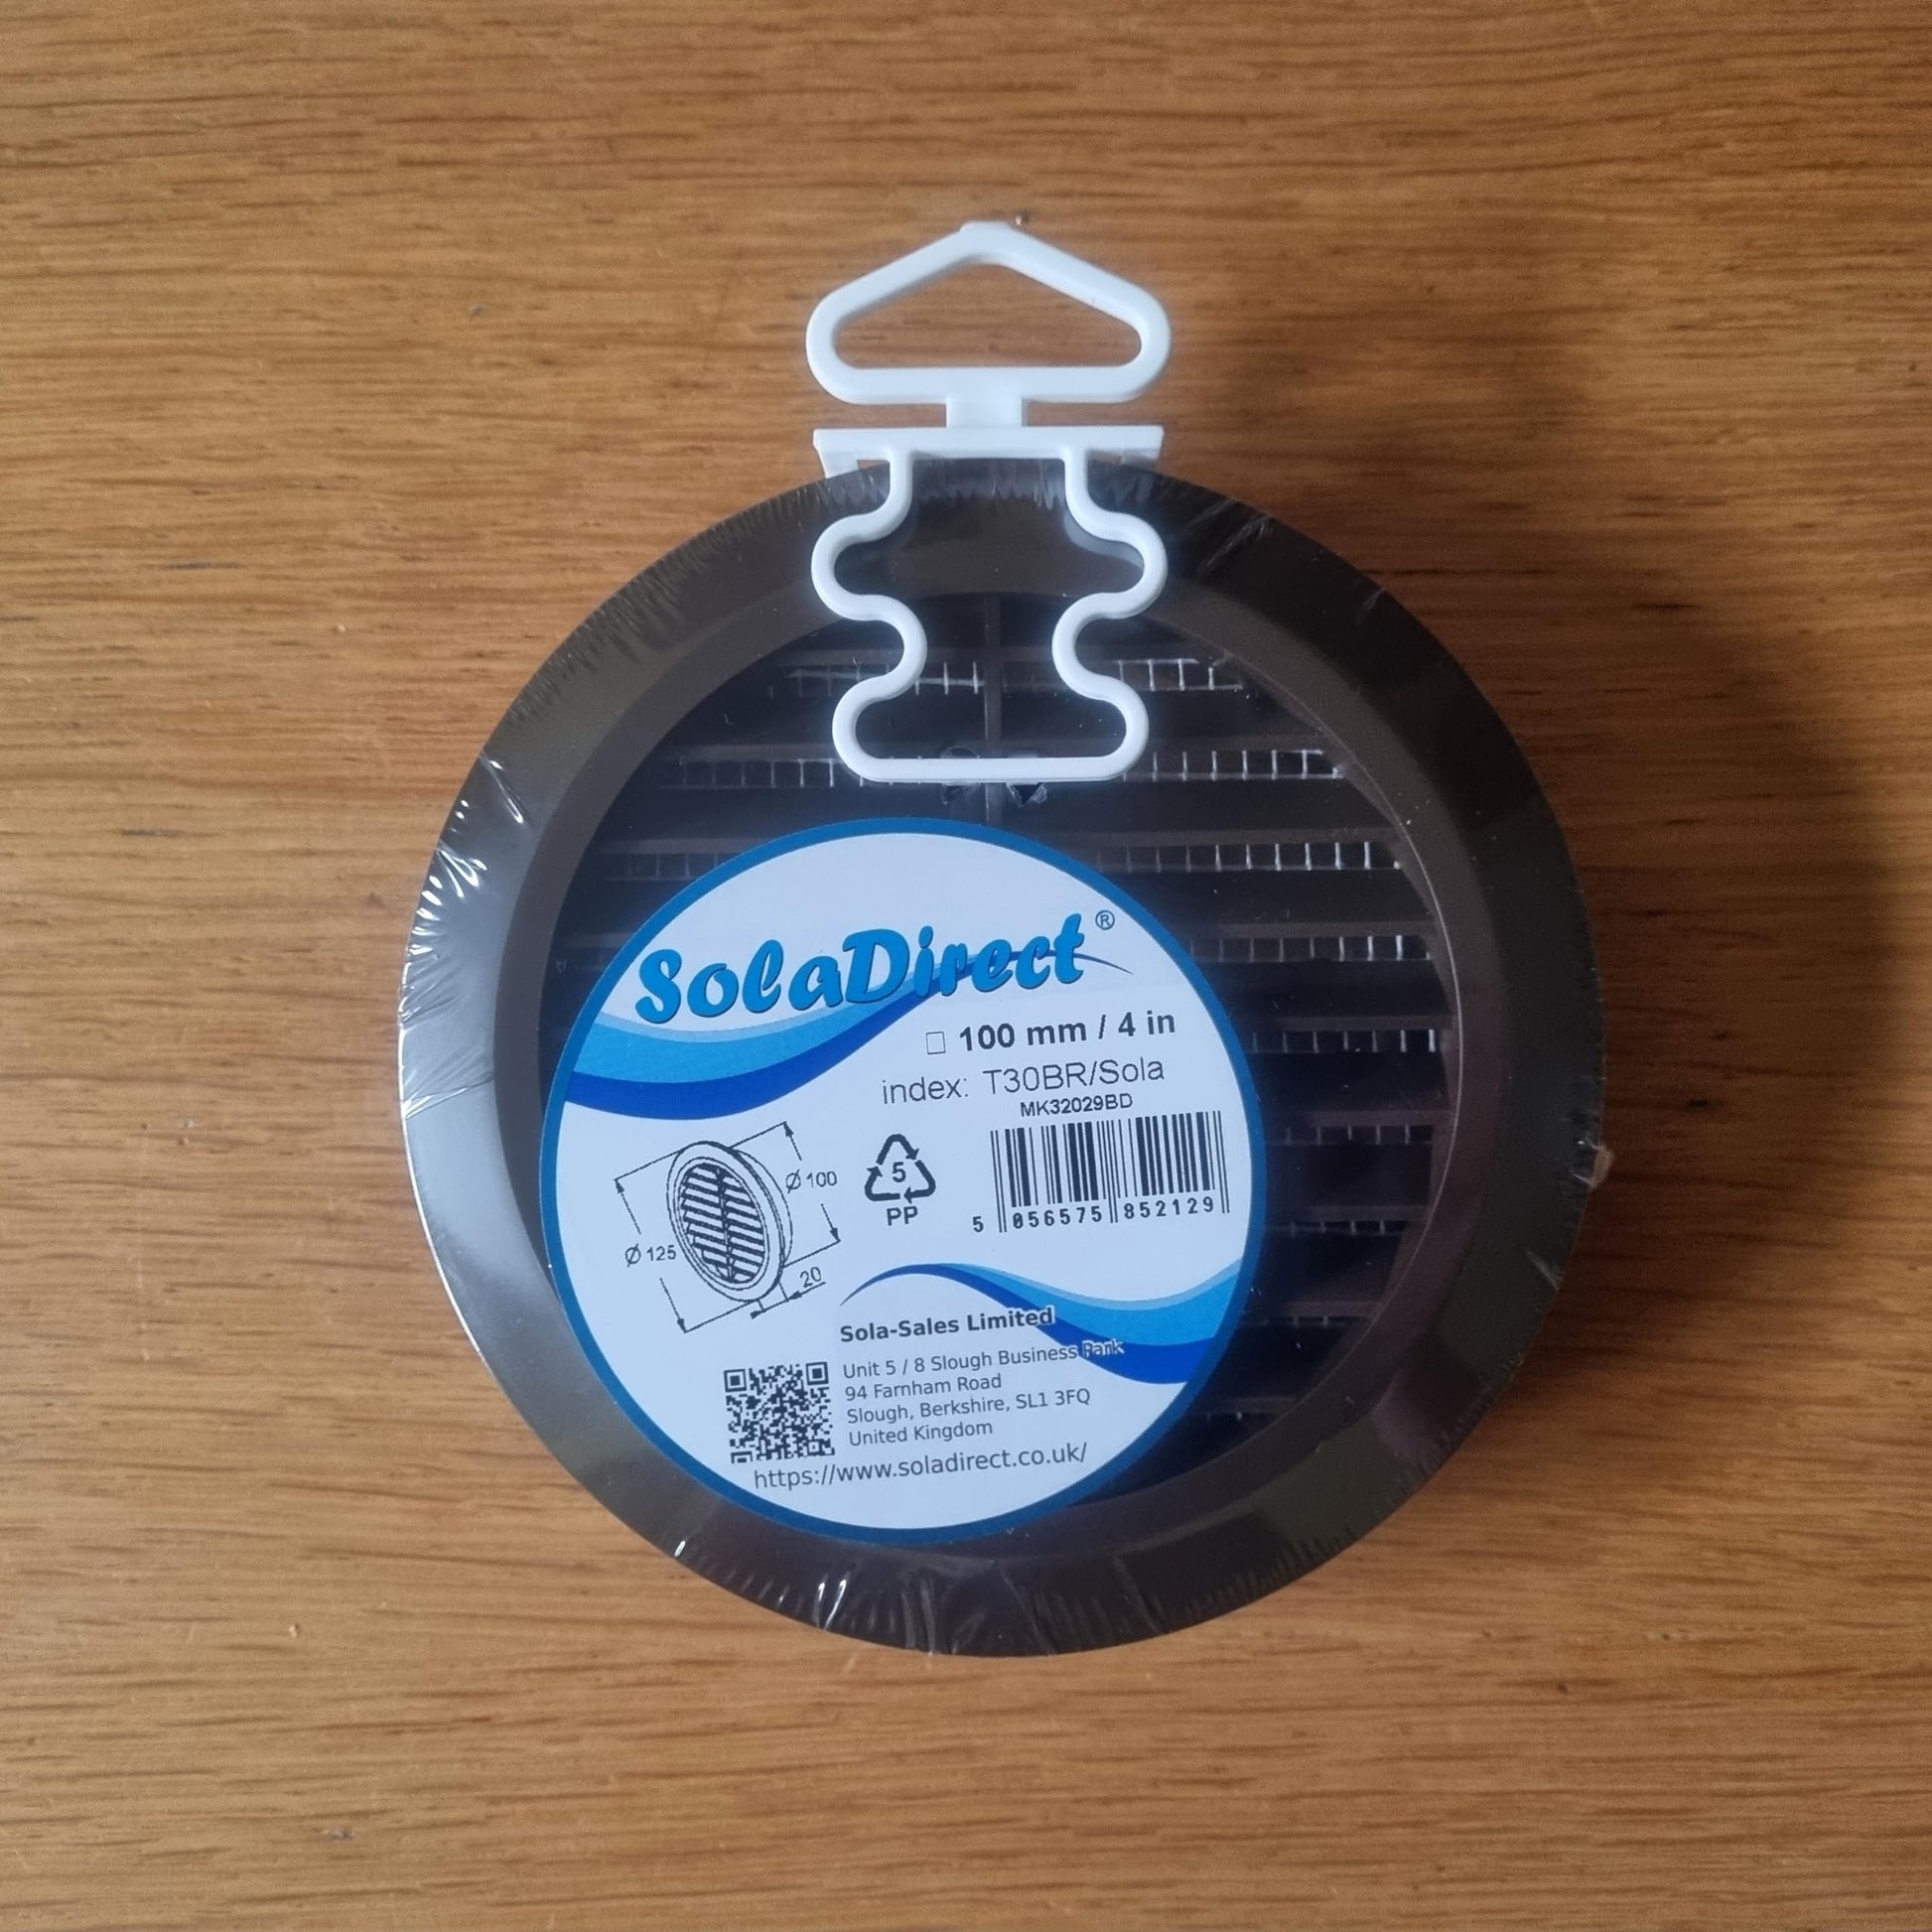 SolaDirect®
□ 100 mm / 4 in
index: T30BR/Sola
MK32029BD
Ø 100
Ø 125
20
5
PP
5 056575 852129
Sola-Sales Limited
Unit 5 / 8 Slough Business Park
94 Farnham Road
Slough, Berkshire, SL1 3FQ
United Kingdom
https://www.soladirect.co.uk/